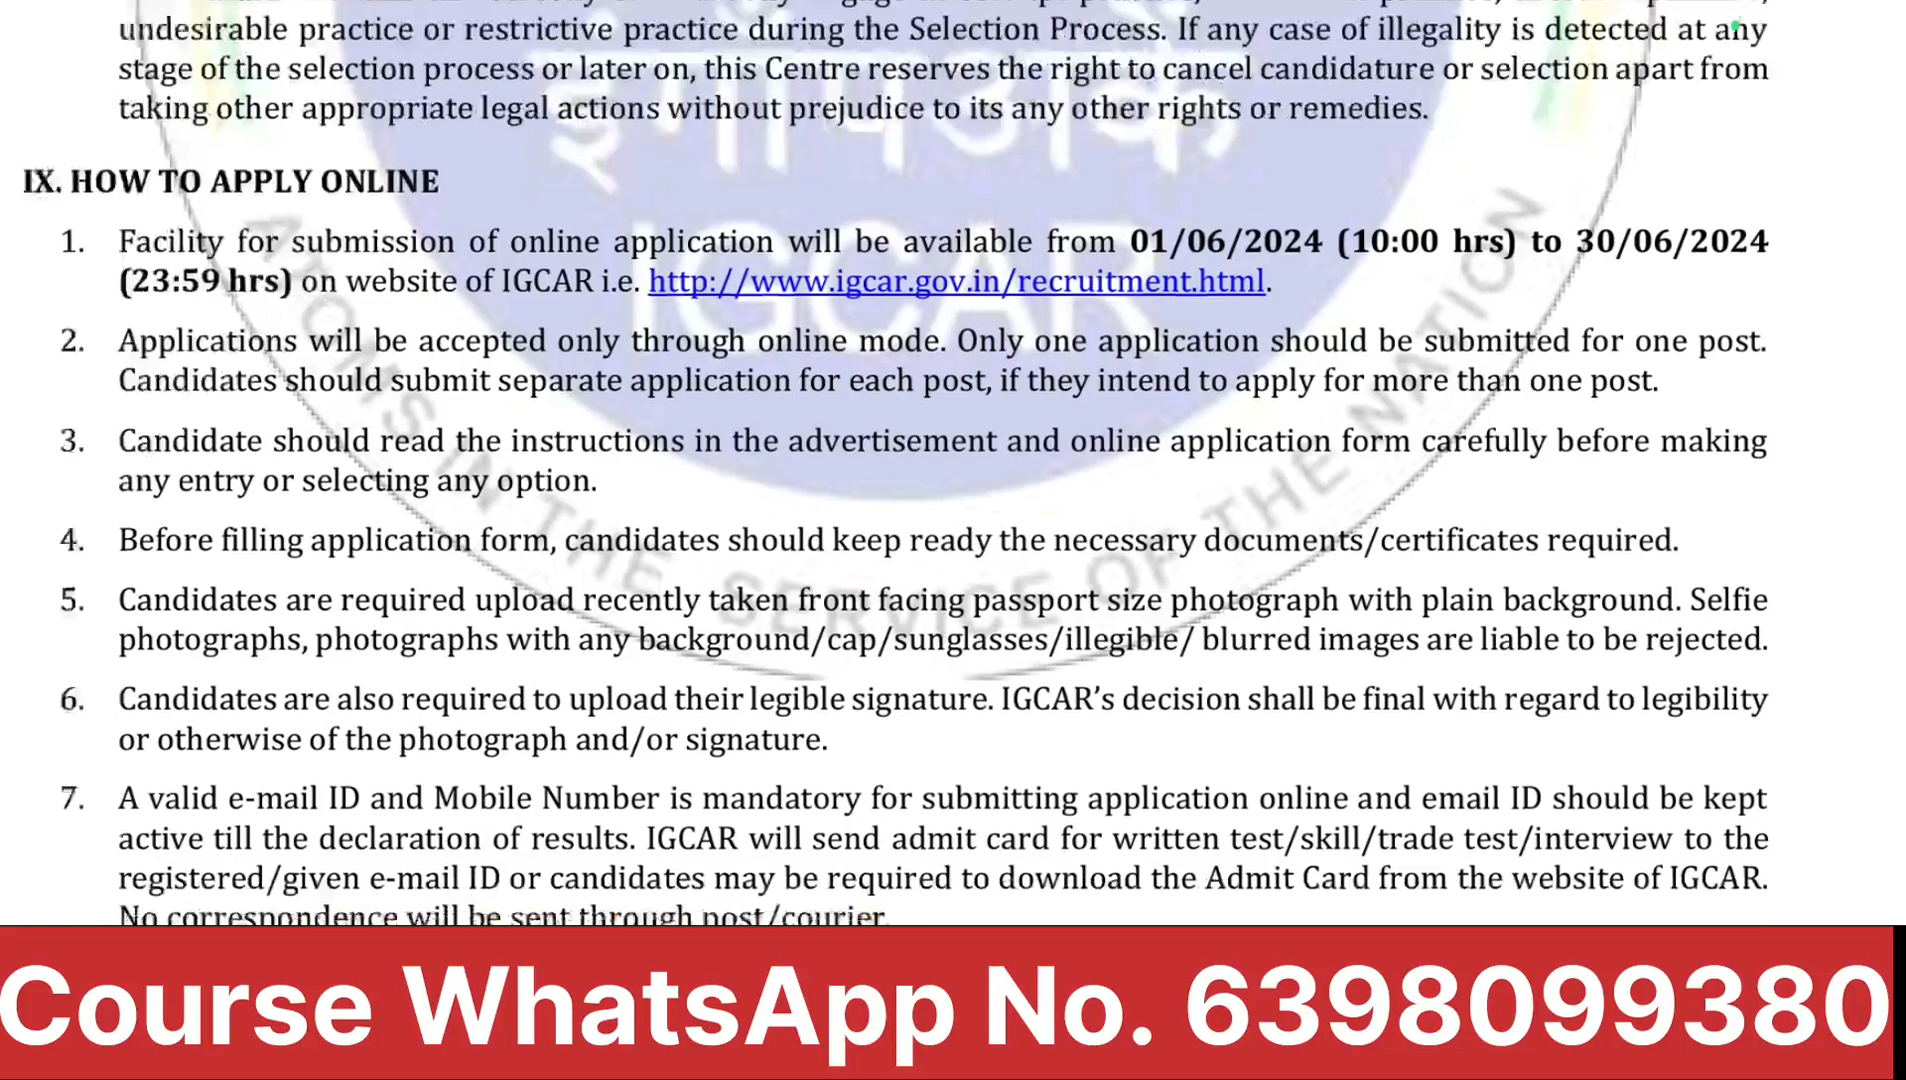 undesirable practice or restrictive practice during the Selection Process. If any case of illegality is detected at any
stage of the selection process or later on, this Centre reserves the right to cancel candidature or selection apart from
taking other appropriate legal actions without prejudice to its any other rights or remedies.
इंगांपअर्के
IGCAR
ATOMS IN THE SERVICE OF THE NATION
IX. HOW TO APPLY ONLINE
1. Facility for submission of online application will be available from 01/06/2024 (10:00 hrs) to 30/06/2024
(23:59 hrs) on website of IGCAR i.e. http://www.igcar.gov.in/recruitment.html.
2. Applications will be accepted only through online mode. Only one application should be submitted for one post.
Candidates should submit separate application for each post, if they intend to apply for more than one post.
3. Candidate should read the instructions in the advertisement and online application form carefully before making
any entry or selecting any option.
4. Before filling application form, candidates should keep ready the necessary documents/certificates required.
5. Candidates are required upload recently taken front facing passport size photograph with plain background. Selfie
photographs, photographs with any background/cap/sunglasses/illegible/ blurred images are liable to be rejected.
6. Candidates are also required to upload their legible signature. IGCAR’s decision shall be final with regard to legibility
or otherwise of the photograph and/or signature.
7. A valid e-mail ID and Mobile Number is mandatory for submitting application online and email ID should be kept
active till the declaration of results. IGCAR will send admit card for written test/skill/trade test/interview to the
registered/given e-mail ID or candidates may be required to download the Admit Card from the website of IGCAR.
No correspondence will be sent through post/courier.
Course WhatsApp No. 6398099380